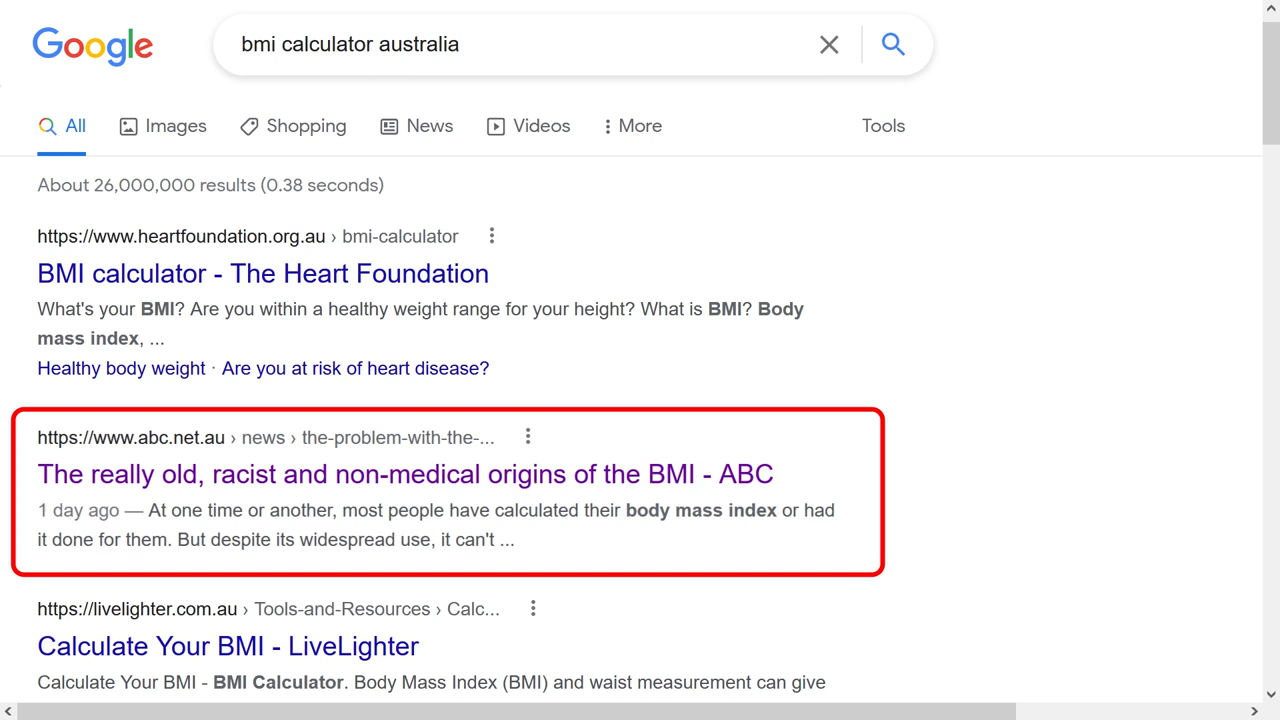 Google
bmi calculator australia
All Images Shopping News Videos More Tools
About 26,000,000 results (0.38 seconds)
https://www.heartfoundation.org.au › bmi-calculator
BMI calculator - The Heart Foundation
What's your BMI? Are you within a healthy weight range for your height? What is BMI? Body
mass index, ...
Healthy body weight · Are you at risk of heart disease?
https://www.abc.net.au › news › the-problem-with-the-...
The really old, racist and non-medical origins of the BMI - ABC
1 day ago — At one time or another, most people have calculated their body mass index or had
it done for them. But despite its widespread use, it can't ...
https://livelighter.com.au › Tools-and-Resources › Calc...
Calculate Your BMI - LiveLighter
Calculate Your BMI - BMI Calculator. Body Mass Index (BMI) and waist measurement can give